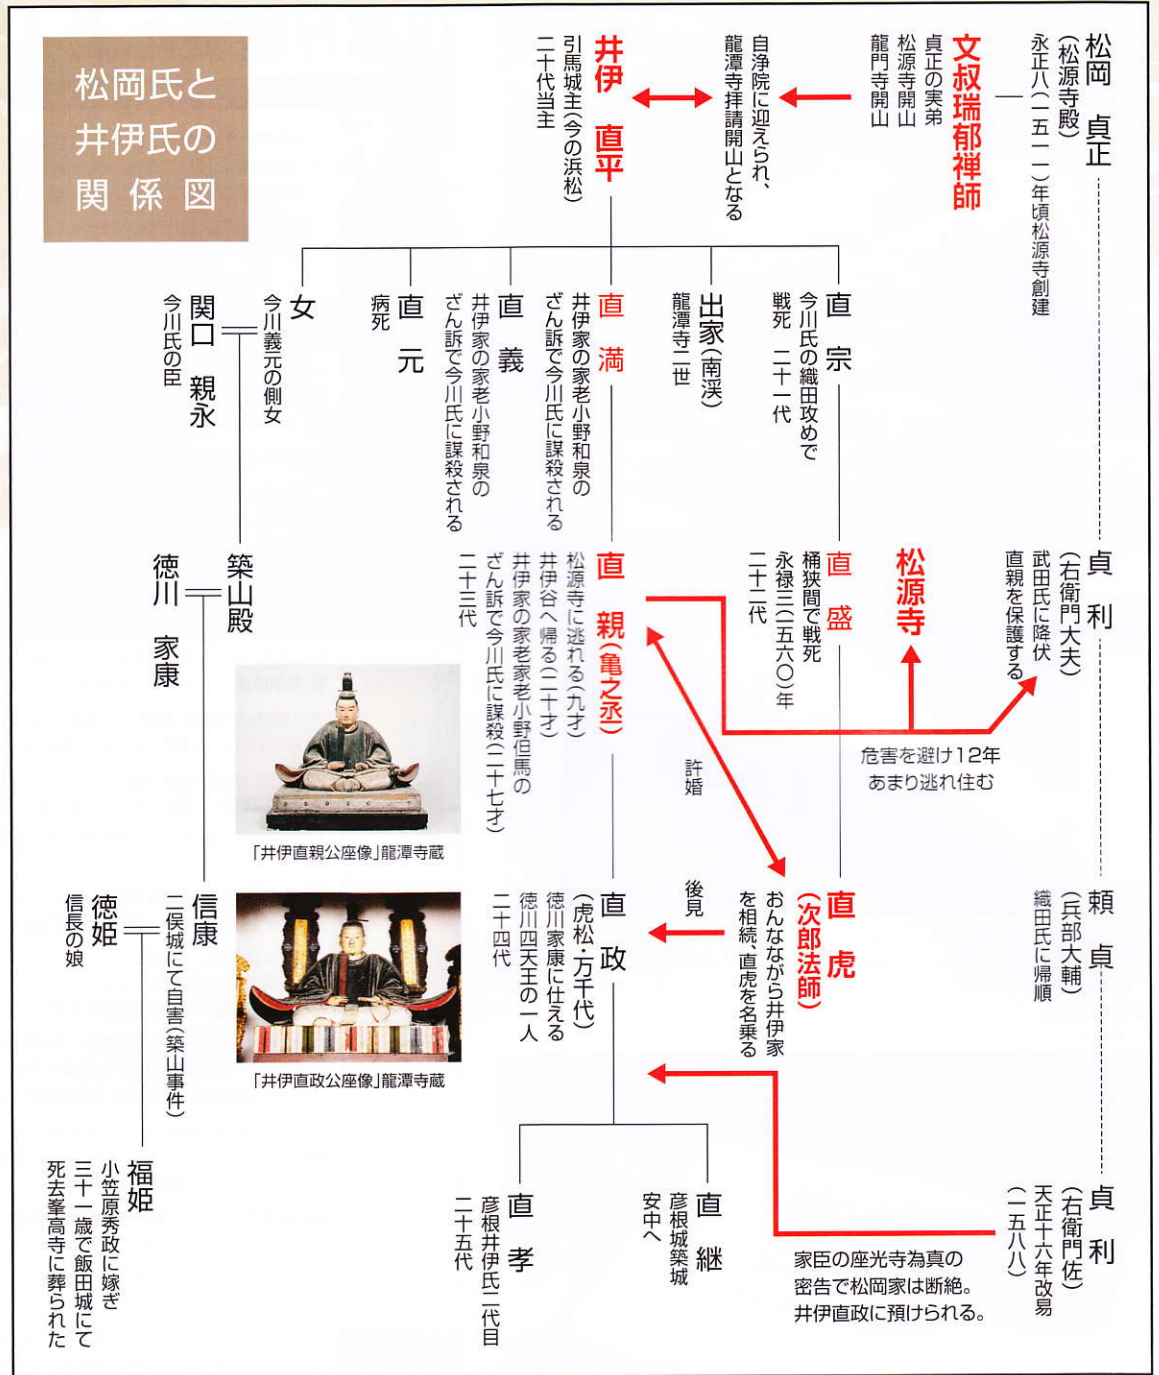 松岡氏と
井伊氏の
関係図
松岡 貞正
(松源寺殿)
永正八(一五一一)年頃松源寺創建
文叔瑞郁禅師
貞正の実弟
松源寺開山
龍門寺開山
自浄院に迎えられ、
龍潭寺拝請開山となる
井伊 直平
引馬城主(今の浜松)
二十代当主
直宗
今川氏の織田攻めで
戦死 二十一代
出家(南渓)
龍潭寺二世
直満
井伊家の家老小野和泉の
ざん訴で今川氏に謀殺される
直義
井伊家の家老小野和泉の
ざん訴で今川氏に謀殺される
直元
病死
女
今川義元の側女
関口 親永
今川氏の臣
貞利
(右衛門大夫)
武田氏に降伏
直親を保護する
松源寺
危害を避け12年
あまり逃れ住む
直盛
桶狭間で戦死
永禄三(一五六〇)年
二十二代
直親(亀之丞)
松源寺に逃れる(九才)
井伊谷へ帰る(二十才)
井伊家の家老家老小野但馬の
ざん訴で今川氏に謀殺(二十七才)
二十三代
許婚
築山殿
徳川 家康
「井伊直親公座像」龍潭寺蔵
頼貞
(兵部大輔)
織田氏に帰順
直虎
(次郎法師)
おんなながら井伊家
を相続、直虎を名乗る
後見
直政
(虎松・万千代)
徳川家康に仕える
徳川四天王の一人
二十四代
「井伊直政公座像」龍潭寺蔵
信康
二俣城にて自害(築山事件)
徳姫
信長の娘
貞利
(右衛門佐)
天正十六年改易
(一五八八)
家臣の座光寺為真の
密告で松岡家は断絶。
井伊直政に預けられる。
直継
彦根城築城
安中へ
直孝
彦根井伊氏二代目
二十五代
福姫
小笠原秀政に嫁ぎ
三十一歳で飯田城にて
死去峯高寺に葬られた